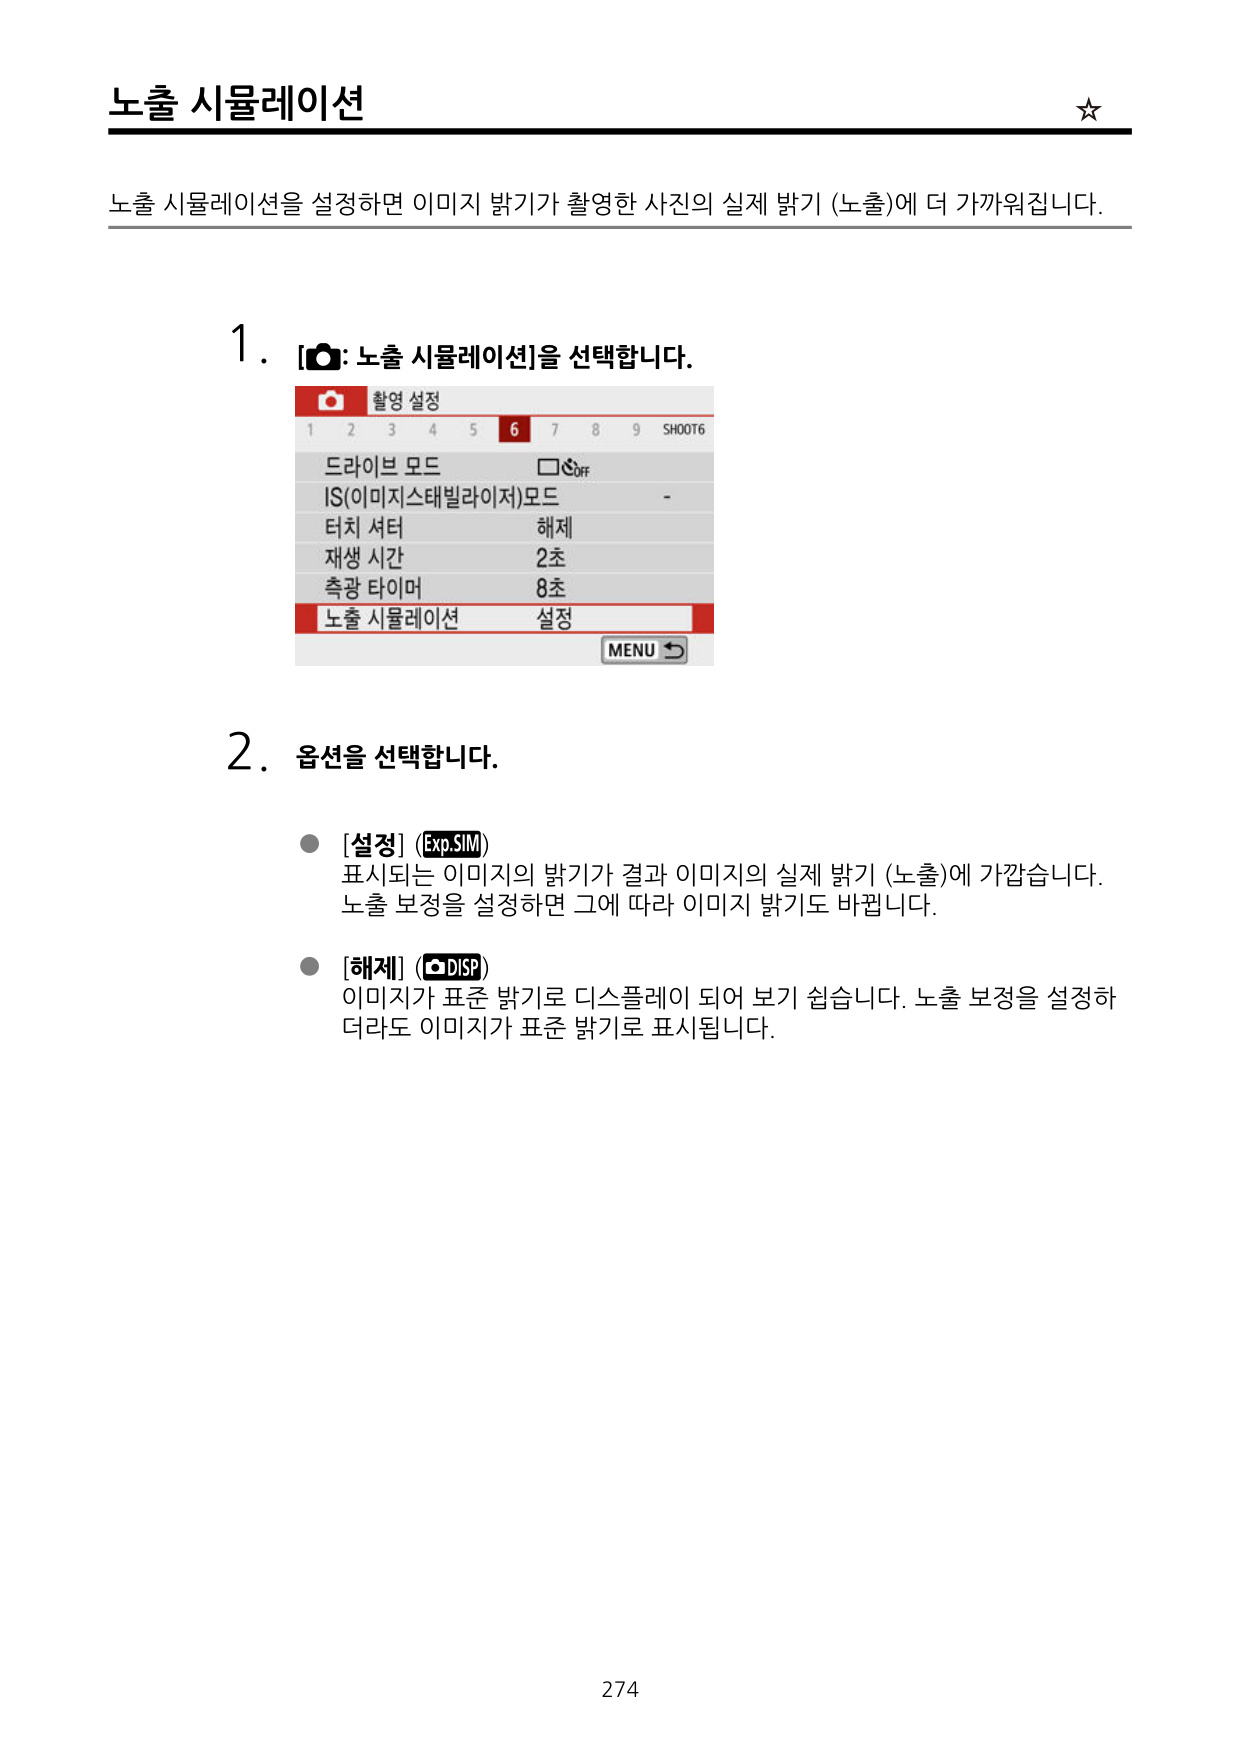 노출 시뮬레이션 ☆
노출 시뮬레이션을 설정하면 이미지 밝기가 촬영한 사진의 실제 밝기 (노출)에 더 가까워집니다.
1. [📷: 노출 시뮬레이션]을 선택합니다.
촬영 설정
1 2 3 4 5 6 7 8 9 SHOOT6
드라이브 모드 OFF
IS(이미지스태빌라이저)모드 -
터치 셔터 해제
재생 시간 2초
측광 타이머 8초
노출 시뮬레이션 설정
MENU
2. 옵션을 선택합니다.
● [설정] (Exp.SIM)
표시되는 이미지의 밝기가 결과 이미지의 실제 밝기 (노출)에 가깝습니다.
노출 보정을 설정하면 그에 따라 이미지 밝기도 바뀝니다.
● [해제] (DISP)
이미지가 표준 밝기로 디스플레이 되어 보기 쉽습니다. 노출 보정을 설정하
더라도 이미지가 표준 밝기로 표시됩니다.
274